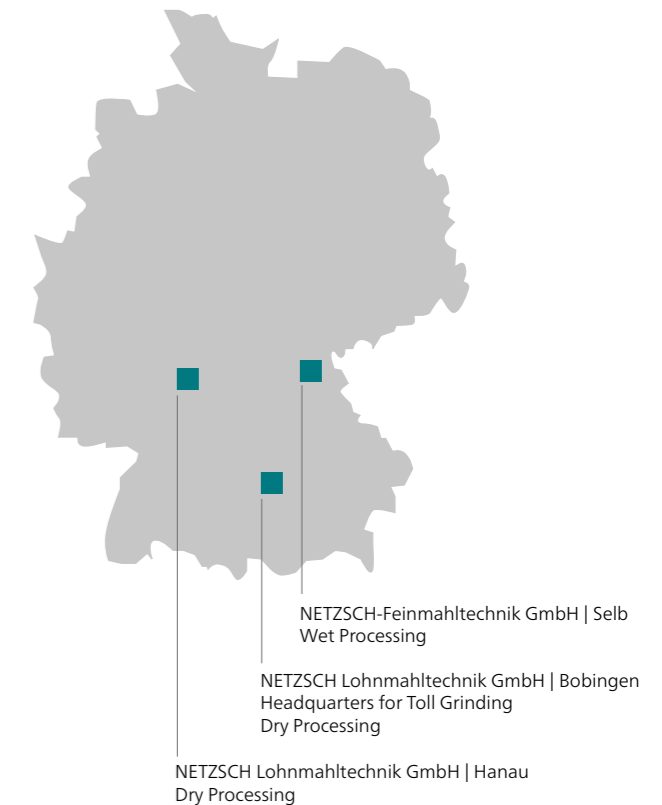 NETZSCH-Feinmahltechnik GmbH | Selb
Wet Processing
NETZSCH Lohnmahltechnik GmbH | Bobingen
Headquarters for Toll Grinding
Dry Processing
NETZSCH Lohnmahltechnik GmbH | Hanau
Dry Processing